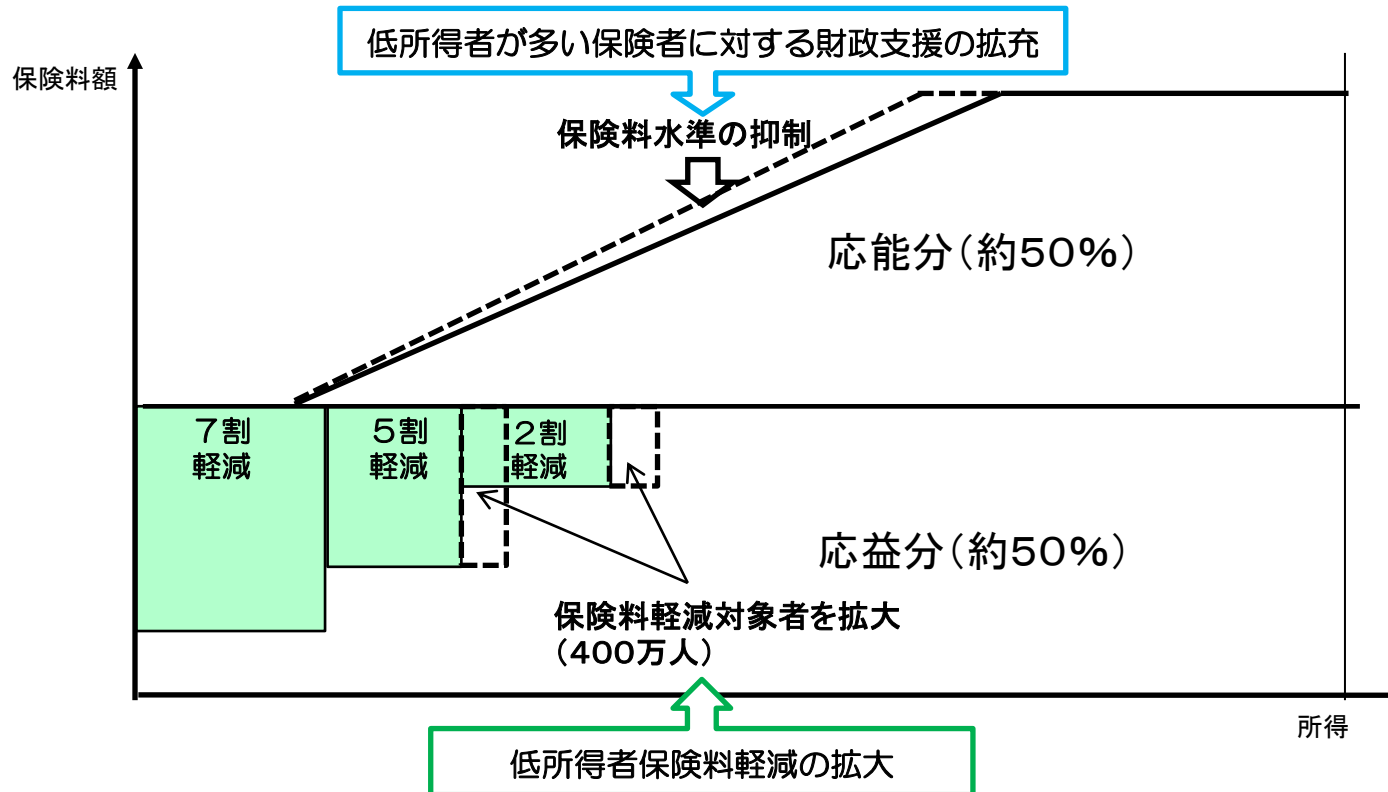 低所得者が多い保険者に対する財政支援の拡充
保険料額
保険料水準の抑制
応能分（約50％）
７割
軽減
５割
軽減
２割
軽減
応益分（約50％）
保険料軽減対象者を拡大
（400万人）
所得
低所得者保険料軽減の拡大